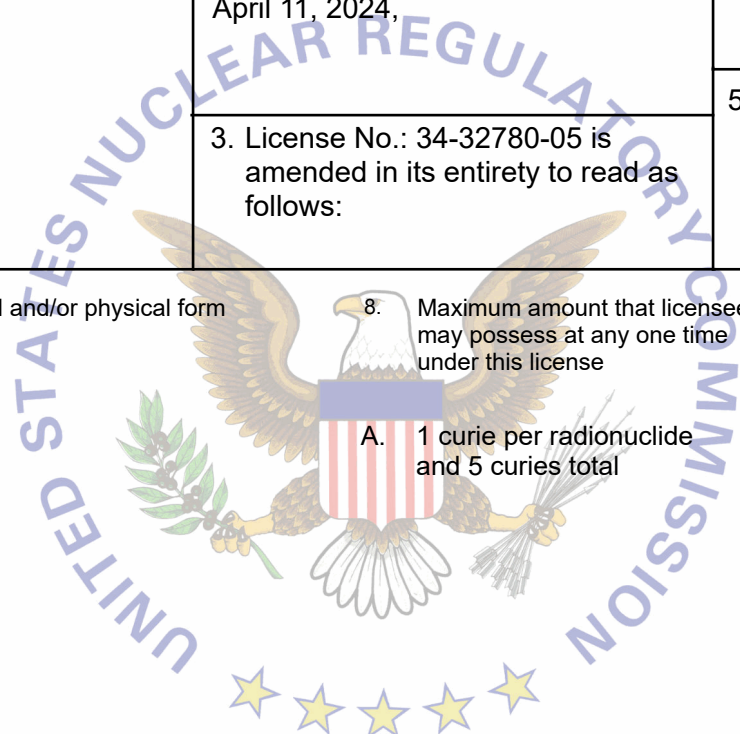 April 11, 2024,
5
3. License No.: 34-32780-05 is
amended in its entirety to read as
follows:
and/or physical form
8. Maximum amount that licensee
may possess at any one time
under this license
A. 1 curie per radionuclide
and 5 curies total
UNITED STATES NUCLEAR REGULATORY COMMISSION